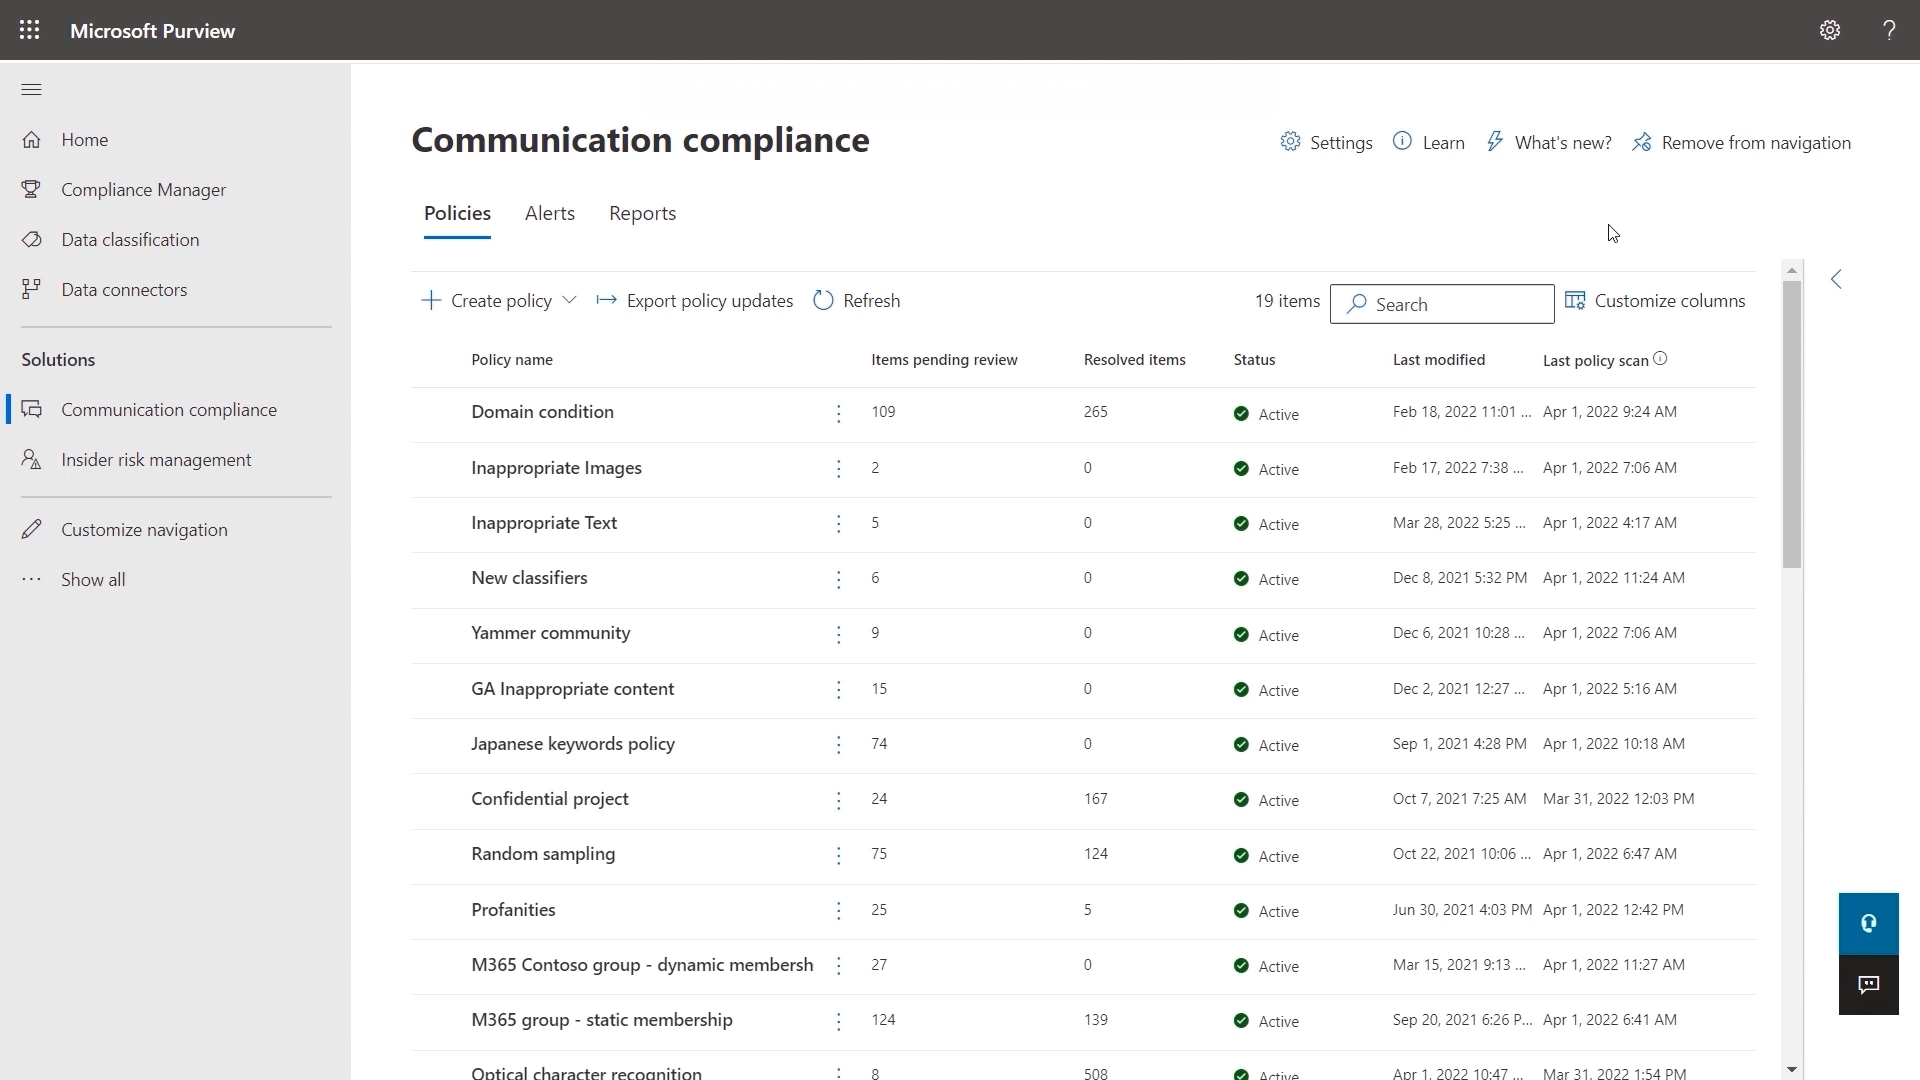 Microsoft Purview
Home
Compliance Manager
Data classification
Data connectors
Solutions
Communication compliance
Insider risk management
Customize navigation
Show all
Communication compliance
Settings Learn What's new? Remove from navigation
Policies Alerts Reports
Create policy Export policy updates Refresh 19 items Search Customize columns
Policy name Items pending review Resolved items Status Last modified Last policy scan
Domain condition 109 265 Active Feb 18, 2022 11:01 ... Apr 1, 2022 9:24 AM
Inappropriate Images 2 0 Active Feb 17, 2022 7:38 ... Apr 1, 2022 7:06 AM
Inappropriate Text 5 0 Active Mar 28, 2022 5:25 ... Apr 1, 2022 4:17 AM
New classifiers 6 0 Active Dec 8, 2021 5:32 PM Apr 1, 2022 11:24 AM
Yammer community 9 0 Active Dec 6, 2021 10:28 ... Apr 1, 2022 7:06 AM
GA Inappropriate content 15 0 Active Dec 2, 2021 12:27 ... Apr 1, 2022 5:16 AM
Japanese keywords policy 74 0 Active Sep 1, 2021 4:28 PM Apr 1, 2022 10:18 AM
Confidential project 24 167 Active Oct 7, 2021 7:25 AM Mar 31, 2022 12:03 PM
Random sampling 75 124 Active Oct 22, 2021 10:06 ... Apr 1, 2022 6:47 AM
Profanities 25 5 Active Jun 30, 2021 4:03 PM Apr 1, 2022 12:42 PM
M365 Contoso group - dynamic membersh 27 0 Active Mar 15, 2021 9:13 ... Apr 1, 2022 11:27 AM
M365 group - static membership 124 139 Active Sep 20, 2021 6:26 P... Apr 1, 2022 6:41 AM
Optical character recognition 8 508 Active Apr 1, 2022 10:47 ... Mar 31, 2022 1:54 PM